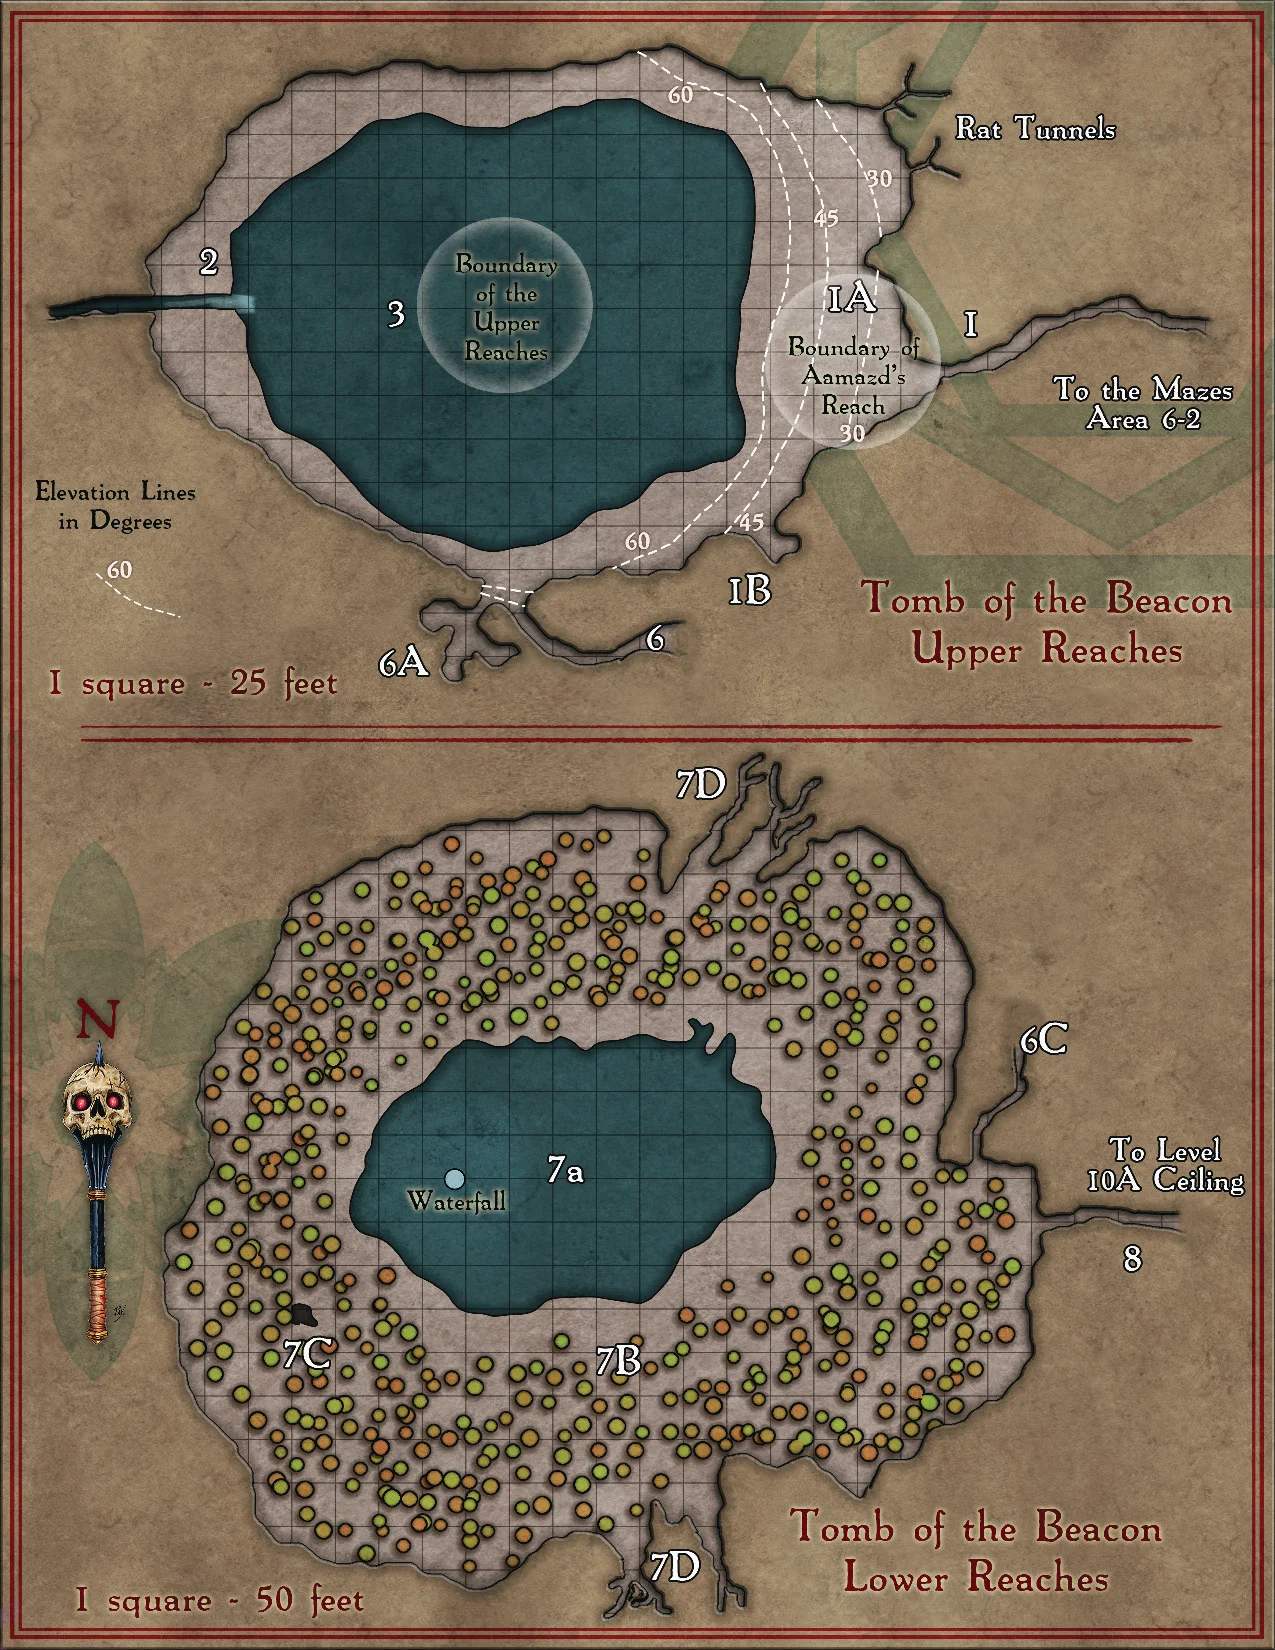 60
Rat Tunnels
30
45
2
3
Boundary
of the
Upper
Reaches
1A
1
Boundary of
Aamazd's
Reach
30
To the Mazes
Area 6-2
Elevation Lines
in Degrees
60
45
60
1B
6
6A
Tomb of the Beacon
Upper Reaches
1 square - 25 feet
7D
N
6C
To Level
10A Ceiling
7a
Waterfall
8
7C
7B
7D
Tomb of the Beacon
Lower Reaches
1 square - 50 feet